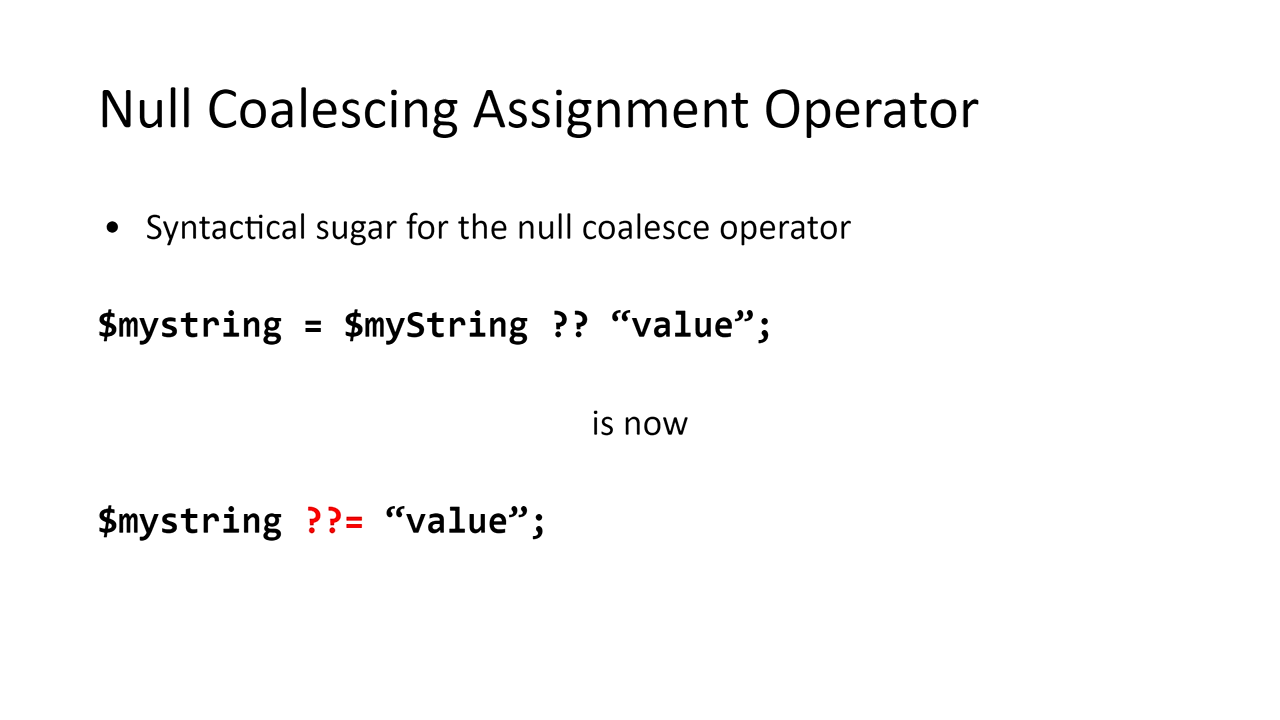 Null Coalescing Assignment Operator
• Syntactical sugar for the null coalesce operator
$mystring = $myString ?? “value”;
is now
$mystring ??= “value”;